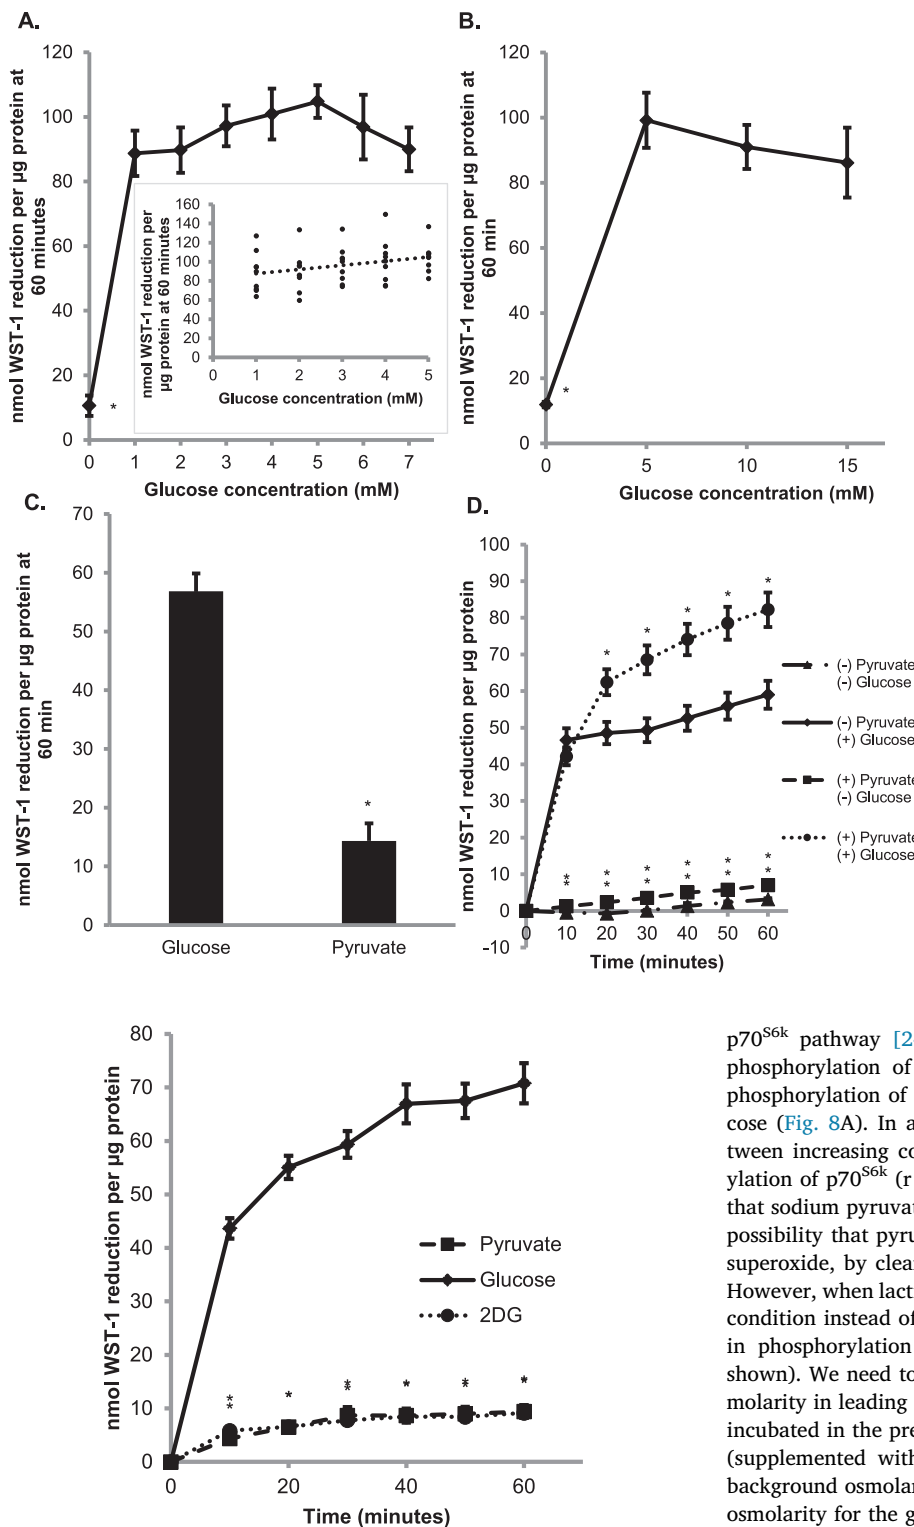 A.
nmol WST-1 reduction per µg protein at
60 minutes
120
100
80
60
40
20
0
*
0 1 2 3 4 5 6 7
Glucose concentration (mM)
nmol WST-1 reduction per
µg protein at 60 minutes
160
140
120
100
80
60
40
20
0
0 1 2 3 4 5
Glucose concentration (mM)
B.
nmol WST-1 reduction per µg protein at
60 min
120
100
80
60
40
20
0
*
0 5 10 15
Glucose concentration (mM)
C.
nmol WST-1 reduction per µg protein at
60 min
70
60
50
40
30
20
10
0
*
Glucose Pyruvate
D.
nmol WST-1 reduction per µg protein
100
90
80
70
60
50
40
30
20
10
0
-10
* * * * *
* * * * * *
* * * * * *
0 10 20 30 40 50 60
Time (minutes)
(-) Pyruvate
(-) Glucose
(-) Pyruvate
(+) Glucose
(+) Pyruvate
(-) Glucose
(+) Pyruvate
(+) Glucose
nmol WST-1 reduction per µg protein
80
70
60
50
40
30
20
10
0
Pyruvate
Glucose
2DG
* * * * * *
* * * * *
0 20 40 60
Time (minutes)
p70S6k pathway [2
phosphorylation of
phosphorylation of
cose (Fig. 8A). In a
tween increasing co
ylation of p70S6k (r
that sodium pyruvat
possibility that pyru
superoxide, by clear
However, when lacti
condition instead of
in phosphorylation
shown). We need to
molarity in leading
incubated in the pre
(supplemented with
background osmolar
osmolarity for the g